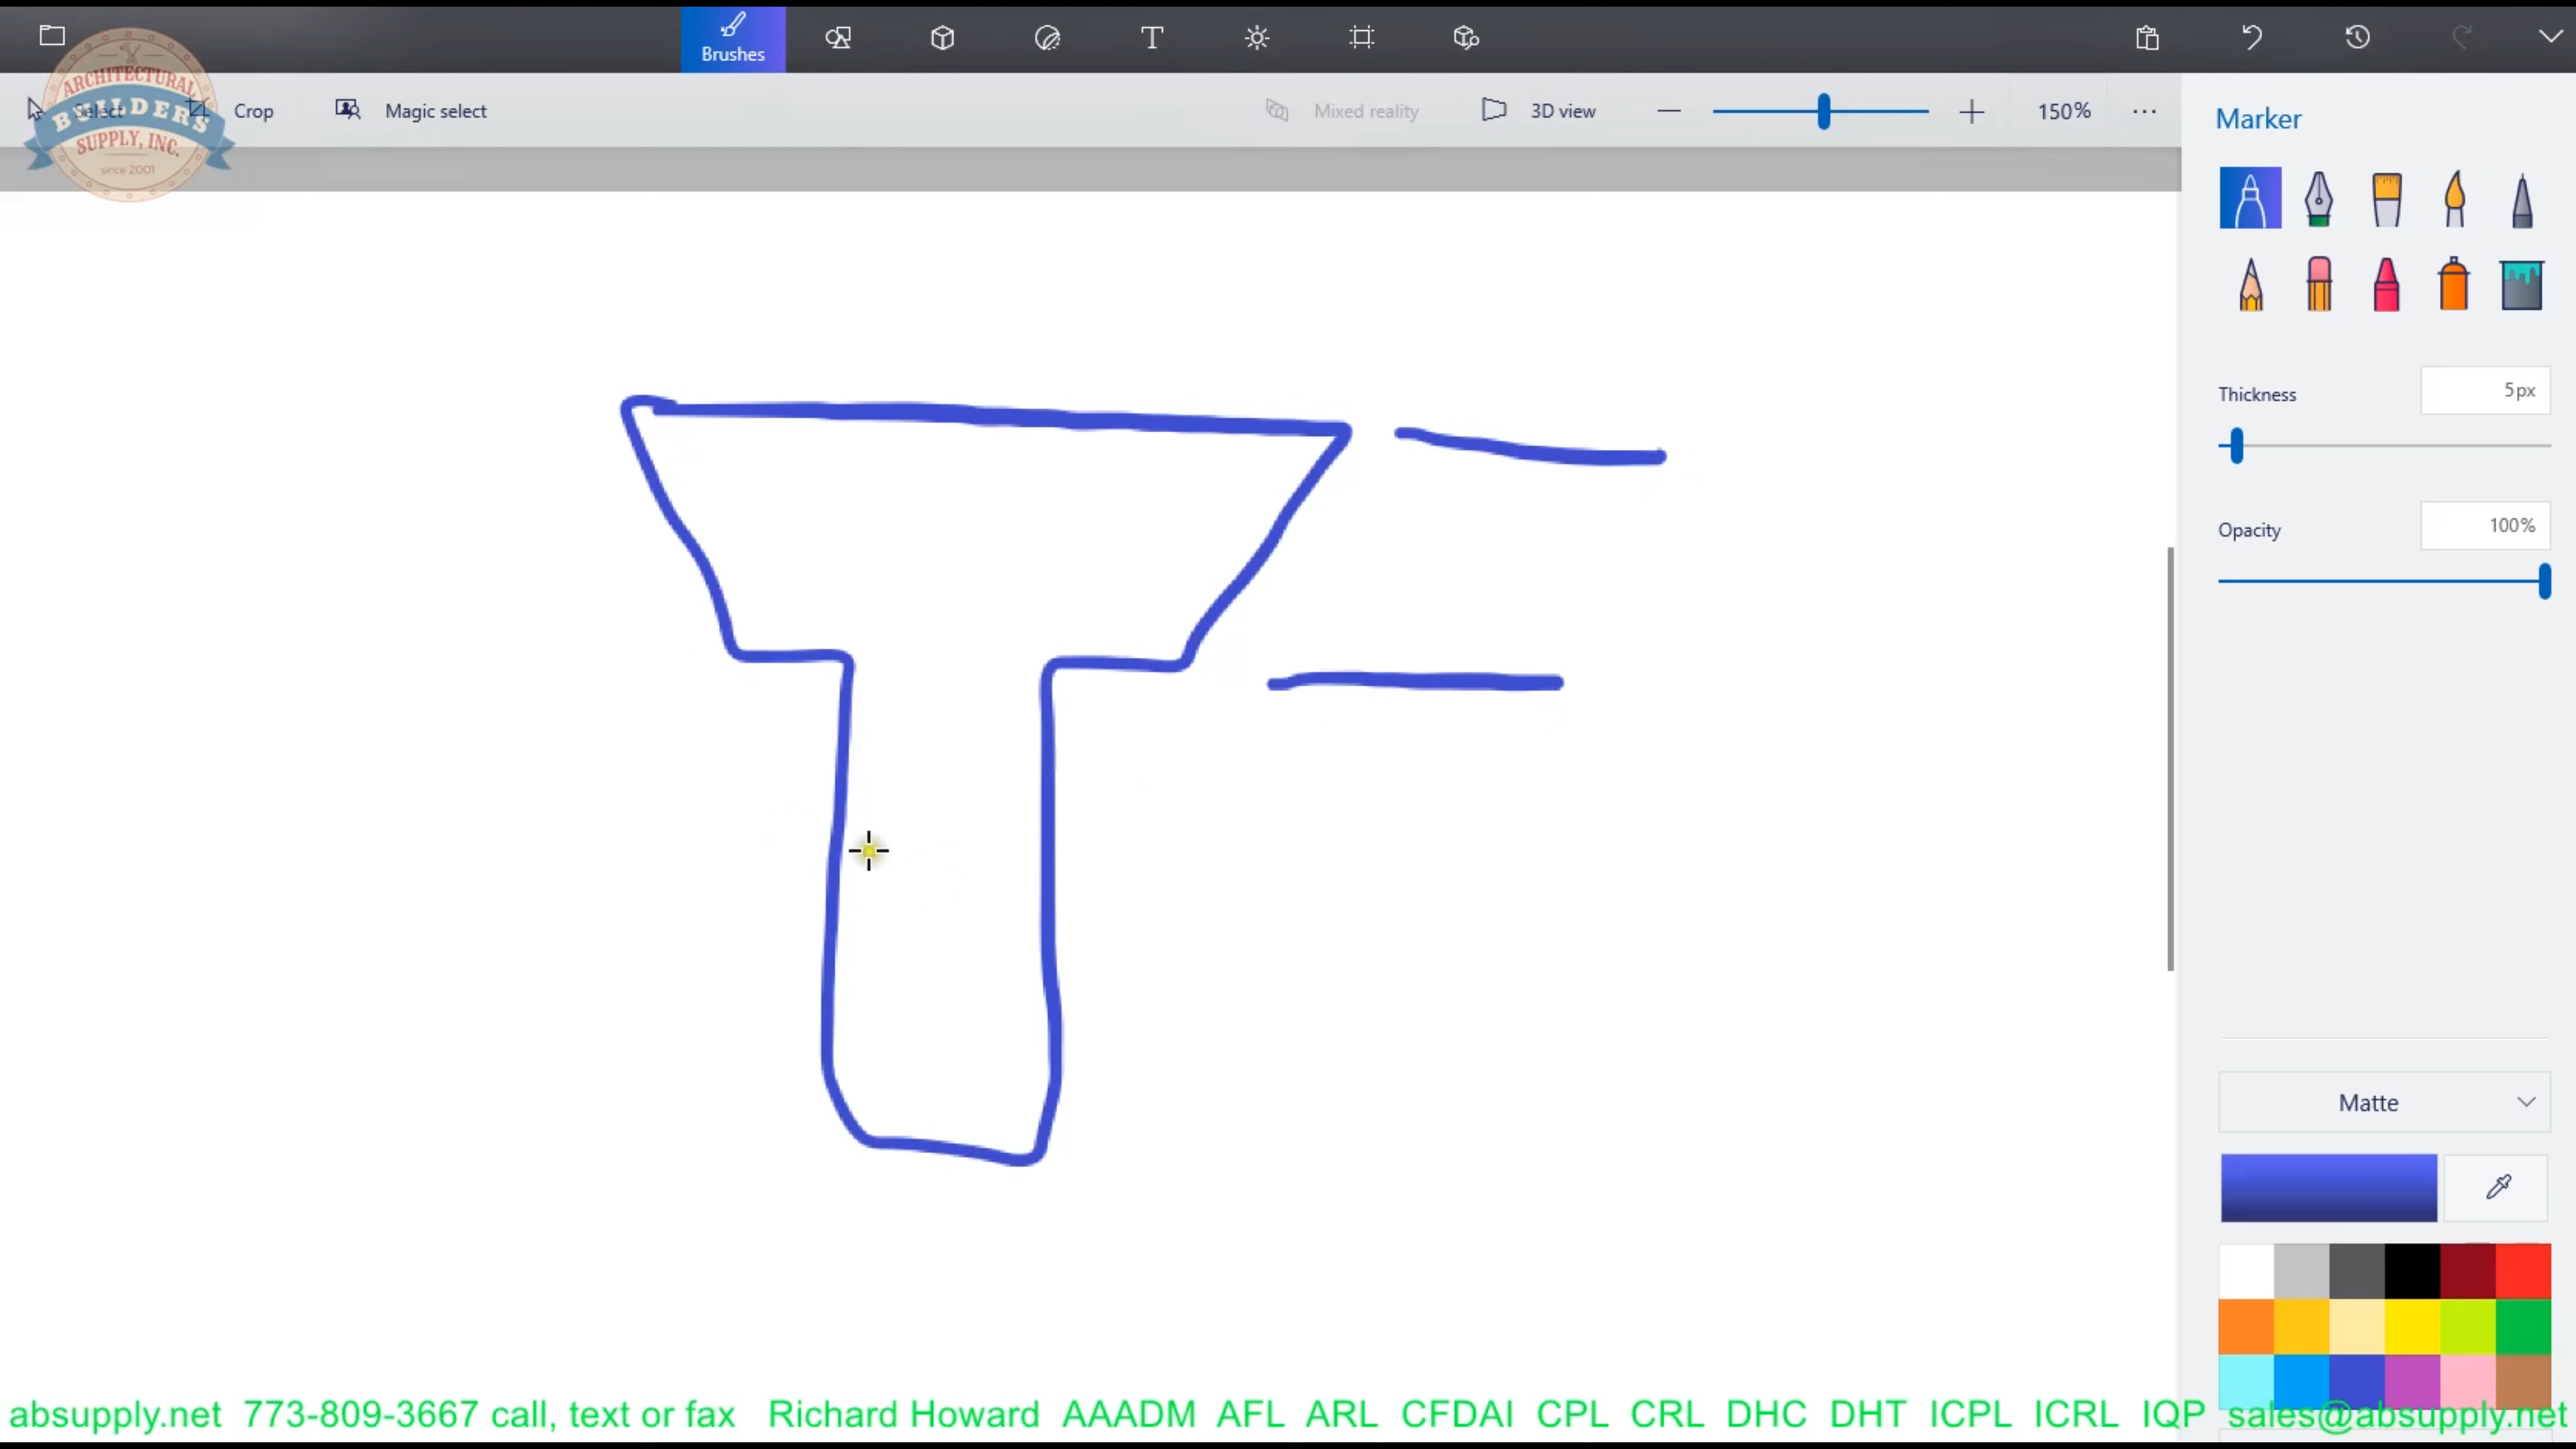 Brushes
ARCHITECTURAL
BUILDERS
SUPPLY, INC.
since 2001
Select
Crop
Magic select
Mixed reality
3D view
150%
Marker
Thickness
5px
Opacity
100%
Matte
absupply.net 773-809-3667 call, text or fax Richard Howard AAADM AFL ARL CFDAI CPL CRL DHC DHT ICPL ICRL IQP sales@absupply.net